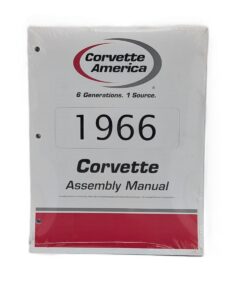 Corvette
America
6 Generations. 1 Source.
1966
Corvette
Assembly Manual